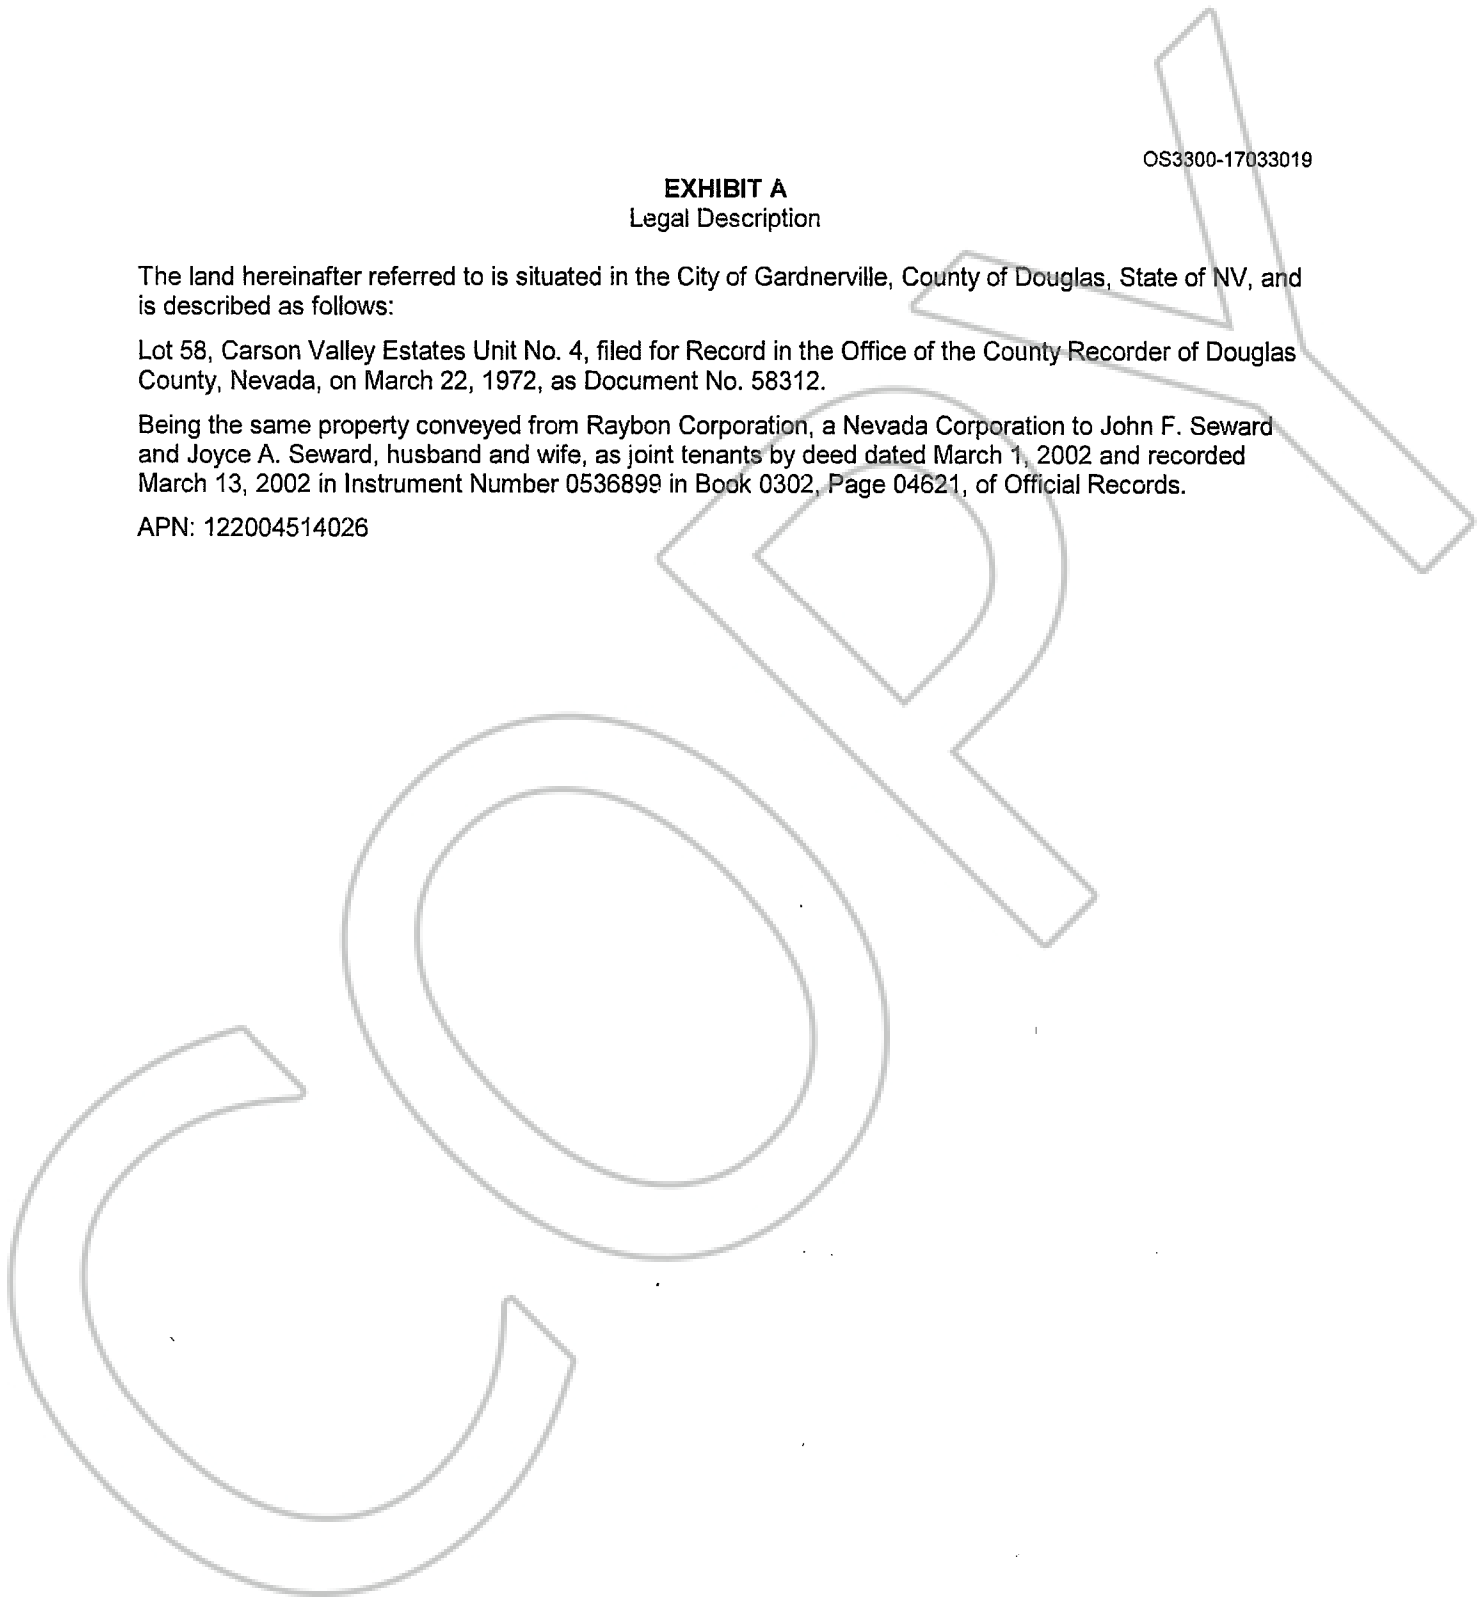 OS3300-17033019
EXHIBIT A
Legal Description
The land hereinafter referred to is situated in the City of Gardnerville, County of Douglas, State of NV, and
is described as follows:
Lot 58, Carson Valley Estates Unit No. 4, filed for Record in the Office of the County Recorder of Douglas
County, Nevada, on March 22, 1972, as Document No. 58312.
Being the same property conveyed from Raybon Corporation, a Nevada Corporation to John F. Seward
and Joyce A. Seward, husband and wife, as joint tenants by deed dated March 1, 2002 and recorded
March 13, 2002 in Instrument Number 0536899 in Book 0302, Page 04621, of Official Records.
APN: 122004514026
COPY